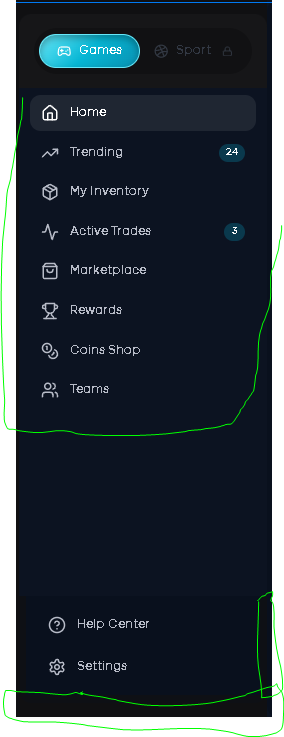 Games
Sport
Home
Trending 24
My Inventory
Active Trades 3
Marketplace
Rewards
Coins Shop
Teams
Help Center
Settings